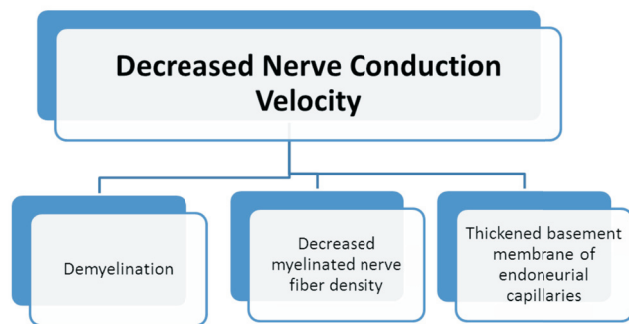 Decreased Nerve Conduction
Velocity
Demyelination
Decreased
myelinated nerve
fiber density
Thickened basement
membrane of
endoneurial
capillaries